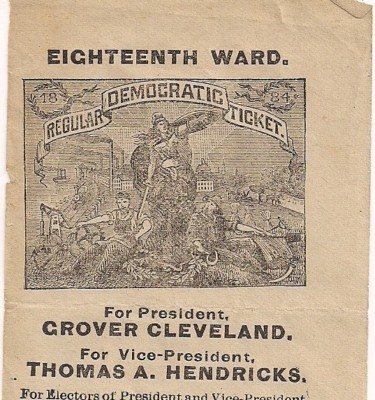 EIGHTEENTH WARD.
18 84
REGULAR DEMOCRATIC TICKET.
For President,
GROVER CLEVELAND,
For Vice-President,
THOMAS A. HENDRICKS.
For Electors of President and Vice-President